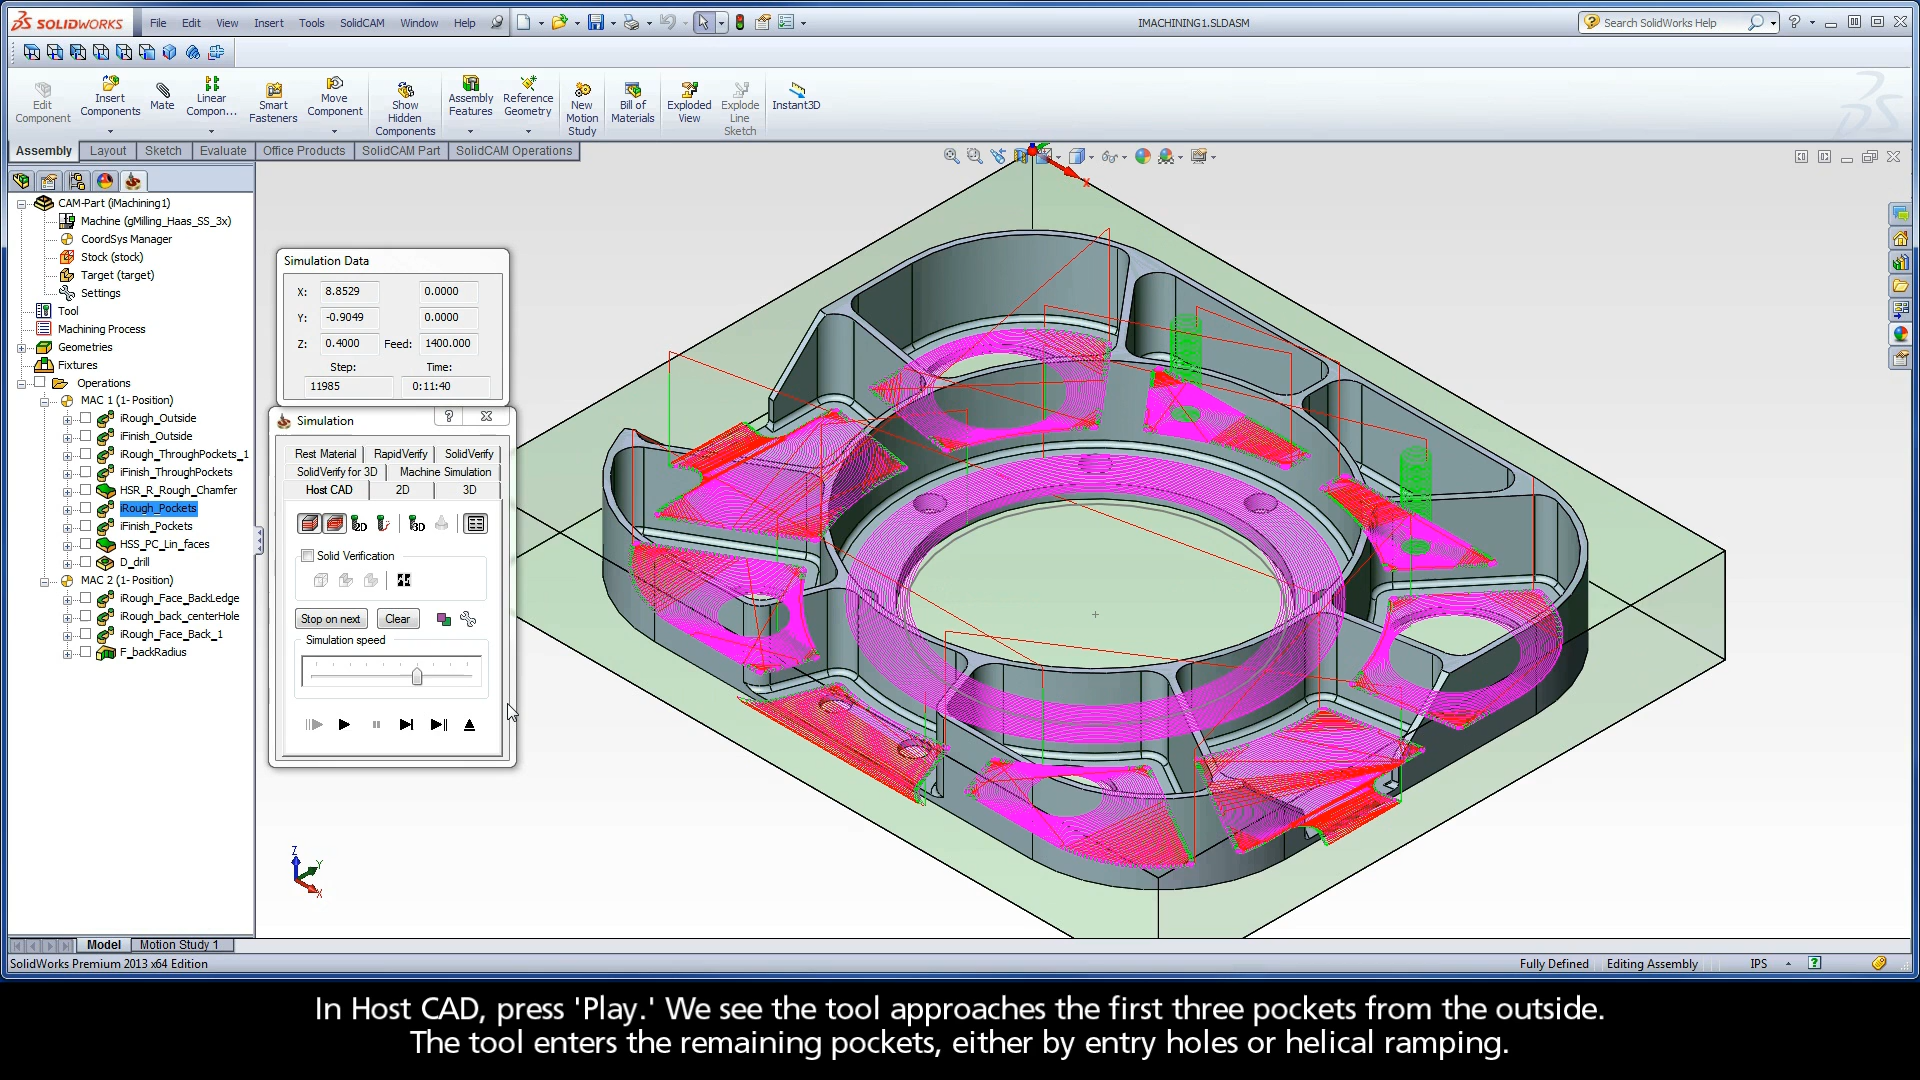 SOLIDWORKS File Edit View Insert Tools SolidCAM Window Help IMACHINING1.SLDASM Search SolidWorks Help
Edit Component
Insert Components
Mate
Linear Compon...
Smart Fasteners
Move Component
Show Hidden Components
Assembly Features
Reference Geometry
New Motion Study
Bill of Materials
Exploded View
Explode Line Sketch
Instant3D
Assembly Layout Sketch Evaluate Office Products SolidCAM Part SolidCAM Operations
CAM-Part (iMachining1)
Machine (gMilling_Haas_SS_3x)
CoordSys Manager
Stock (stock)
Target (target)
Settings
Tool
Machining Process
Geometries
Fixtures
Operations
MAC 1 (1- Position)
iRough_Outside
iFinish_Outside
iRough_ThroughPockets_1
iFinish_ThroughPockets
HSR_R_Rough_Chamfer
iRough_Pockets
iFinish_Pockets
HSS_PC_Lin_faces
D_drill
MAC 2 (1- Position)
iRough_Face_BackLedge
iRough_back_centerHole
iRough_Face_Back_1
F_backRadius
Simulation Data
X: 8.8529 0.0000
Y: -0.9049 0.0000
Z: 0.4000 Feed: 1400.000
Step: Time:
11985 0:11:40
Simulation
Rest Material RapidVerify SolidVerify
SolidVerify for 3D Machine Simulation
Host CAD 2D 3D
2D 3D
Solid Verification
Stop on next Clear
Simulation speed
X
Z
Y
X
Model Motion Study 1
SolidWorks Premium 2013 x64 Edition Fully Defined Editing Assembly IPS
In Host CAD, press 'Play.' We see the tool approaches the first three pockets from the outside.
The tool enters the remaining pockets, either by entry holes or helical ramping.